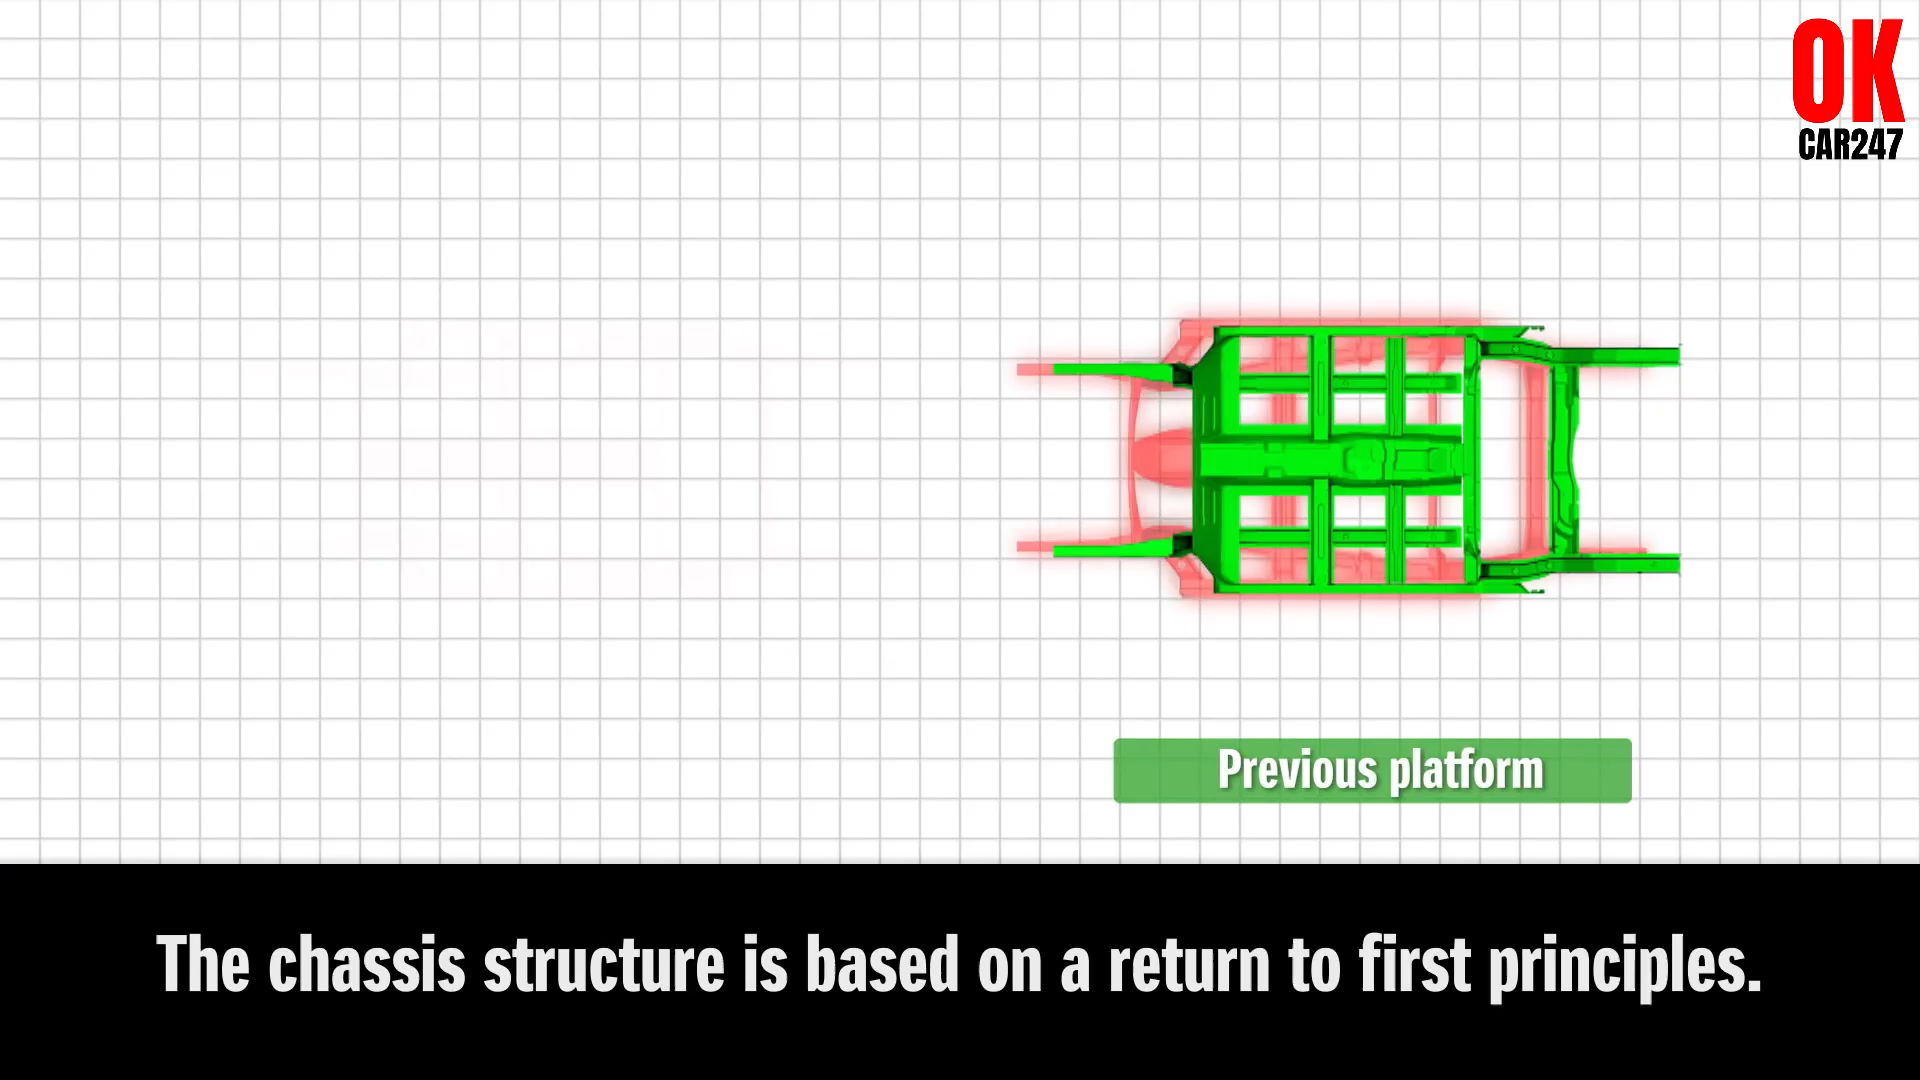 OK
CAR247
Previous platform
The chassis structure is based on a return to first principles.